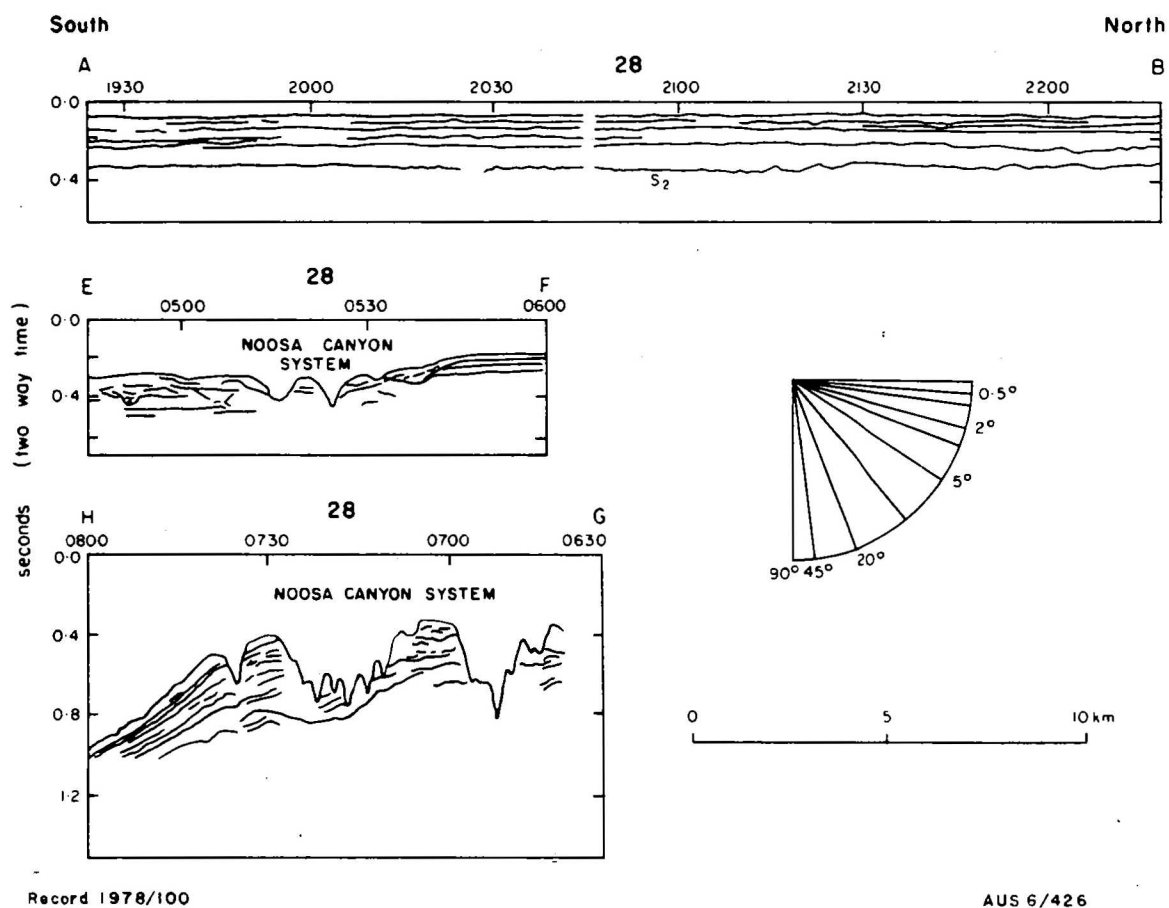 South North
A 28 B
1930 2000 2030 2100 2130 2200
0·0
0·4
S2
seconds (two way time)
E 28 F
0500 0530 0600
0·0
NOOSA CANYON
SYSTEM
0·4
0·5°
2°
5°
20°
90° 45°
H 28 G
0800 0730 0700 0630
0·0
NOOSA CANYON SYSTEM
0·4
0·8
1·2
0 5 10 km
Record 1978/100 AUS 6/426